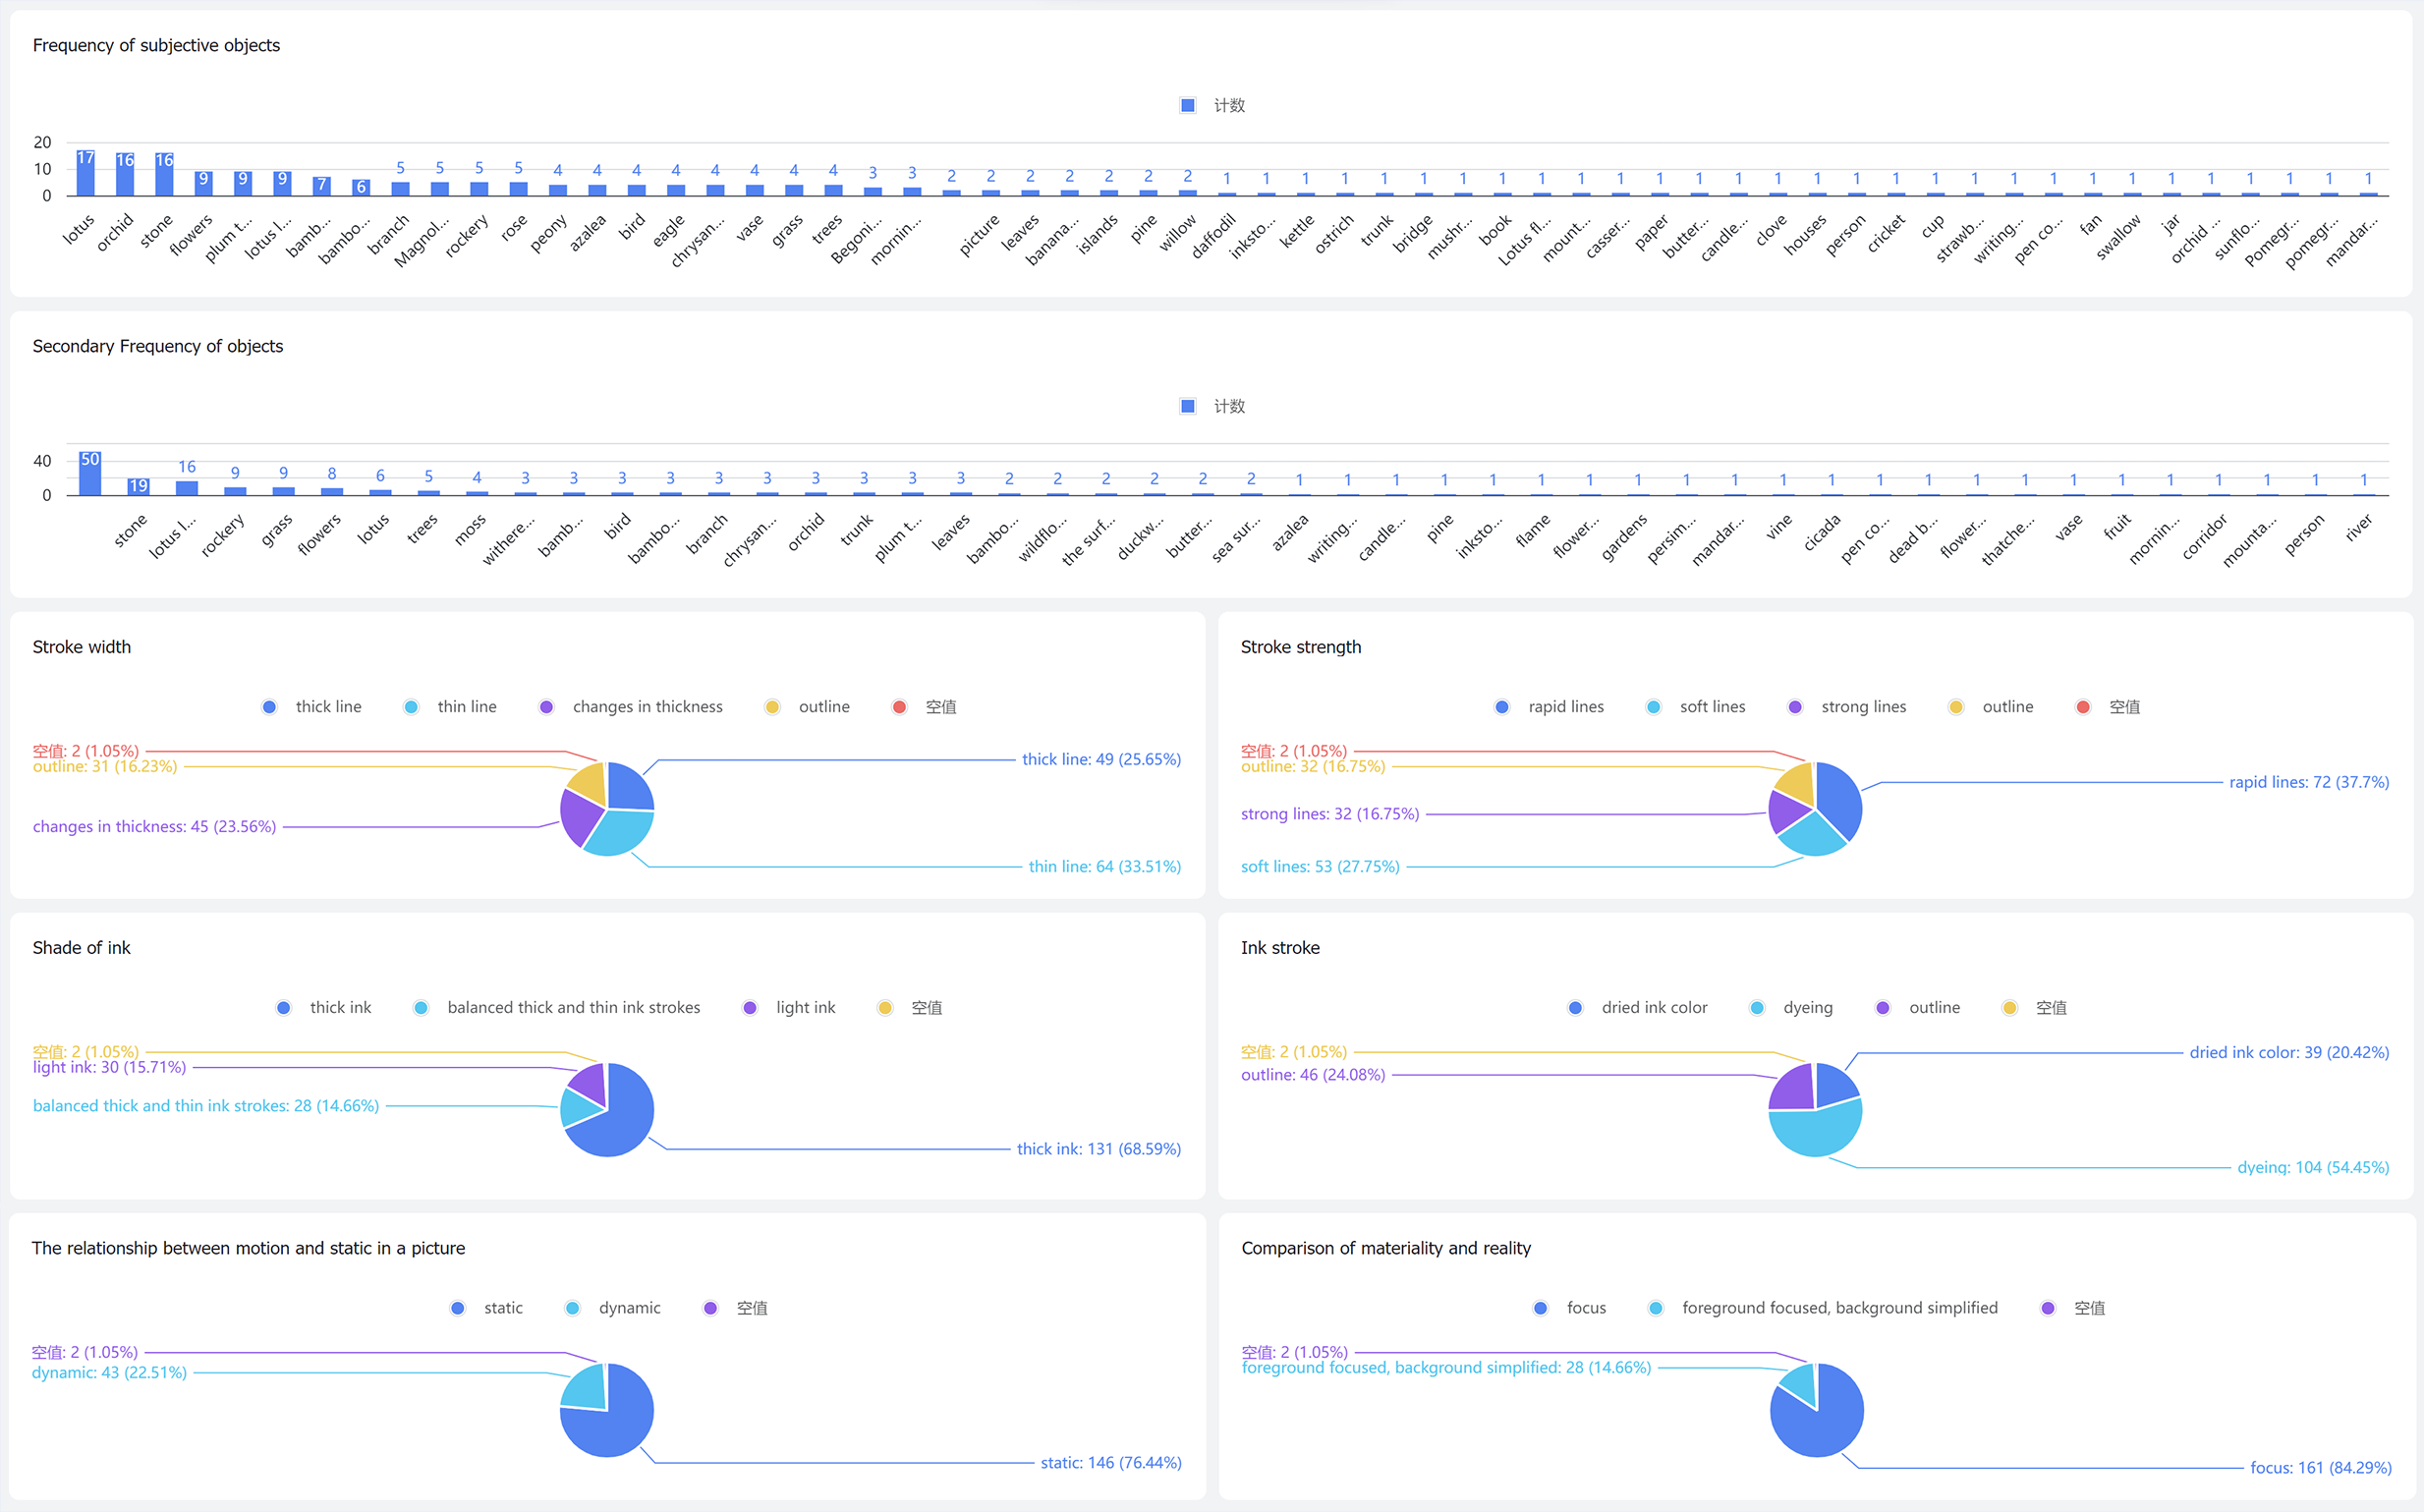 Frequency of subjective objects
计数
20
10
0
17 16 16 9 9 9 7 6 5 5 5 5 4 4 4 4 4 4 4 4 3 3 2 2 2 2 2 2 2 1 1 1 1 1 1 1 1 1 1 1 1 1 1 1 1 1 1 1 1 1 1 1 1 1 1 1 1 1 1
lotus orchid stone flowers plum t... lotus l... bamb... bambo... branch Magnol... rockery rose peony azalea bird eagle chrysan... vase grass trees Begoni... mornin... picture leaves banana... islands pine willow daffodil inksto... kettle ostrich trunk bridge mushr... book Lotus fl... mount... casser... paper butter... candle... clove houses person cricket cup strawb... writing... pen co... fan swallow jar orchid ... sunflo... Pomegr... pomegr... mandar...
Secondary Frequency of objects
计数
40
0
50 19 16 9 9 8 6 5 4 3 3 3 3 3 3 3 3 3 3 2 2 2 2 2 2 1 1 1 1 1 1 1 1 1 1 1 1 1 1 1 1 1 1 1 1 1 1 1
stone lotus l... rockery grass flowers lotus trees moss withere... bamb... bird bambo... branch chrysan... orchid trunk plum t... leaves bambo... wildflo... the surf... duckw... butter... sea sur... azalea writing... candle... pine inksto... flame flower... gardens persim... mandar... vine cicada pen co... dead b... flower... thatche... vase fruit mornin... corridor mounta... person river
Stroke width
thick line thin line changes in thickness outline 空值
空值: 2 (1.05%)
outline: 31 (16.23%)
thick line: 49 (25.65%)
changes in thickness: 45 (23.56%)
thin line: 64 (33.51%)
Stroke strength
rapid lines soft lines strong lines outline 空值
空值: 2 (1.05%)
outline: 32 (16.75%)
rapid lines: 72 (37.7%)
strong lines: 32 (16.75%)
soft lines: 53 (27.75%)
Shade of ink
thick ink balanced thick and thin ink strokes light ink 空值
空值: 2 (1.05%)
light ink: 30 (15.71%)
balanced thick and thin ink strokes: 28 (14.66%)
thick ink: 131 (68.59%)
Ink stroke
dried ink color dyeing outline 空值
空值: 2 (1.05%)
dried ink color: 39 (20.42%)
outline: 46 (24.08%)
dyeing: 104 (54.45%)
The relationship between motion and static in a picture
static dynamic 空值
空值: 2 (1.05%)
dynamic: 43 (22.51%)
static: 146 (76.44%)
Comparison of materiality and reality
focus foreground focused, background simplified 空值
空值: 2 (1.05%)
foreground focused, background simplified: 28 (14.66%)
focus: 161 (84.29%)